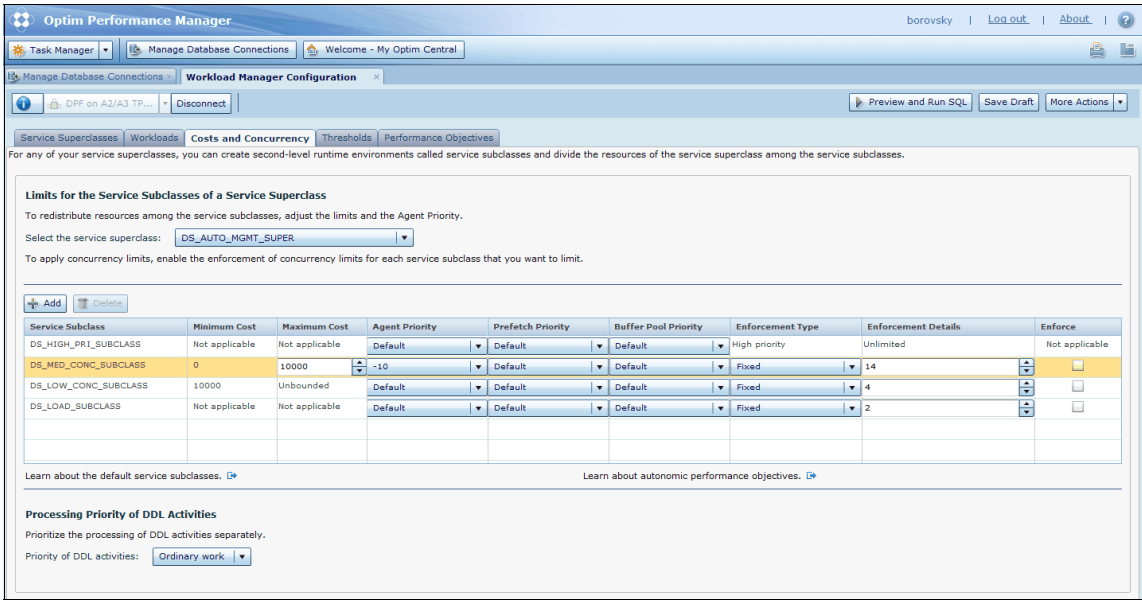 Optim Performance Manager borovsky | Log out | About | ?
Task Manager Manage Database Connections Welcome - My Optim Central
Manage Database Connections × Workload Manager Configuration ×
DPF on A2/A3 TP... Disconnect Preview and Run SQL Save Draft More Actions
Service Superclasses Workloads Costs and Concurrency Thresholds Performance Objectives
For any of your service superclasses, you can create second-level runtime environments called service subclasses and divide the resources of the service superclass among the service subclasses.
Limits for the Service Subclasses of a Service Superclass
To redistribute resources among the service subclasses, adjust the limits and the Agent Priority.
Select the service superclass: DS_AUTO_MGMT_SUPER
To apply concurrency limits, enable the enforcement of concurrency limits for each service subclass that you want to limit.
Add Delete
Service Subclass Minimum Cost Maximum Cost Agent Priority Prefetch Priority Buffer Pool Priority Enforcement Type Enforcement Details Enforce
DS_HIGH_PRI_SUBCLASS Not applicable Not applicable Default Default Default High priority Unlimited Not applicable
DS_MED_CONC_SUBCLASS 0 10000 -10 Default Default Fixed 14
DS_LOW_CONC_SUBCLASS 10000 Unbounded Default Default Default Fixed 4
DS_LOAD_SUBCLASS Not applicable Not applicable Default Default Default Fixed 2
Learn about the default service subclasses. Learn about autonomic performance objectives.
Processing Priority of DDL Activities
Prioritize the processing of DDL activities separately.
Priority of DDL activities: Ordinary work